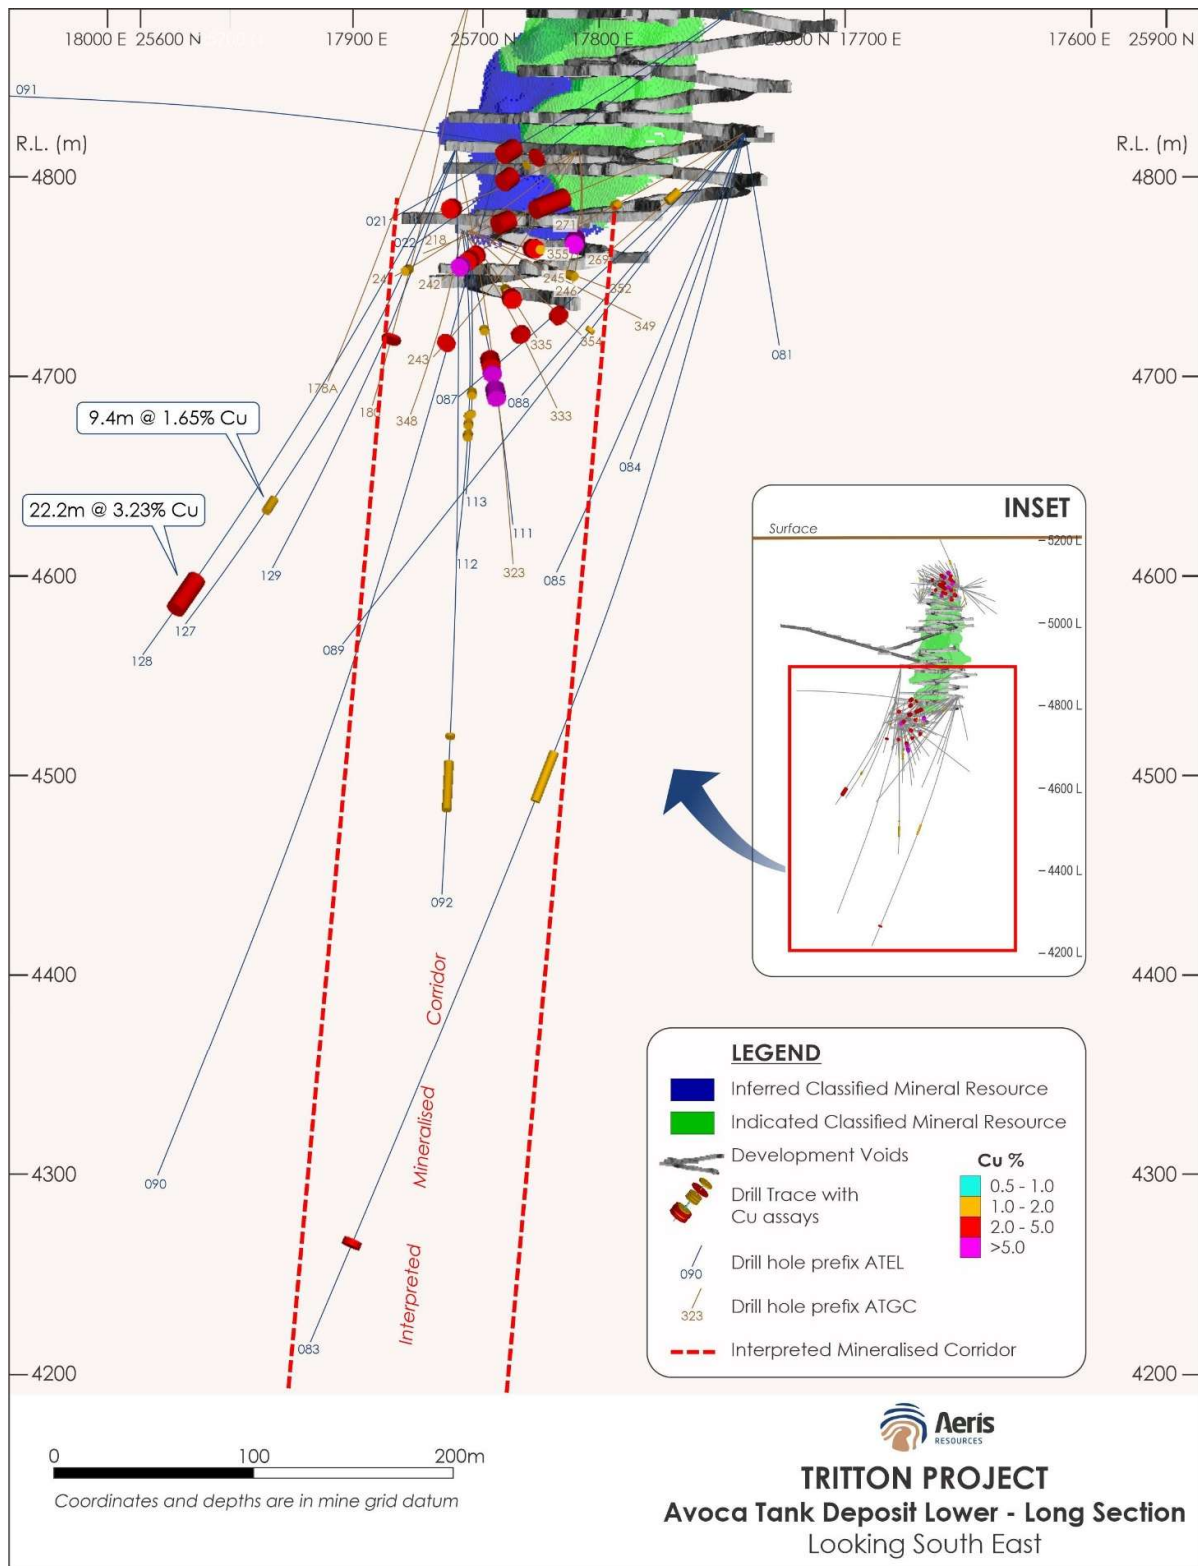 18000 E 25600 N 17900 E 25700 N 17800 E 17700 E 17600 E 25900 N
091
R.L. (m)
R.L. (m)
4800
4800
021
022
218
271
355
269
242
245
246
352
349
354
335
081
243
4700
4700
178A
180
348
087
088
333
9.4m @ 1.65% Cu
084
22.2m @ 3.23% Cu
113
111
112
323
085
129
4600
4600
127
128
089
INSET
Surface
5200 L
5000 L
4800 L
4600 L
4400 L
4200 L
4500
4500
092
4400
4400
Interpreted Mineralised Corridor
4300
4300
090
083
4200
4200
LEGEND
Inferred Classified Mineral Resource
Indicated Classified Mineral Resource
Development Voids
Drill Trace with
Cu assays
Cu %
0.5 - 1.0
1.0 - 2.0
2.0 - 5.0
>5.0
090 Drill hole prefix ATEL
323 Drill hole prefix ATGC
Interpreted Mineralised Corridor
0 100 200m
Coordinates and depths are in mine grid datum
Aeris
RESOURCES
TRITTON PROJECT
Avoca Tank Deposit Lower - Long Section
Looking South East